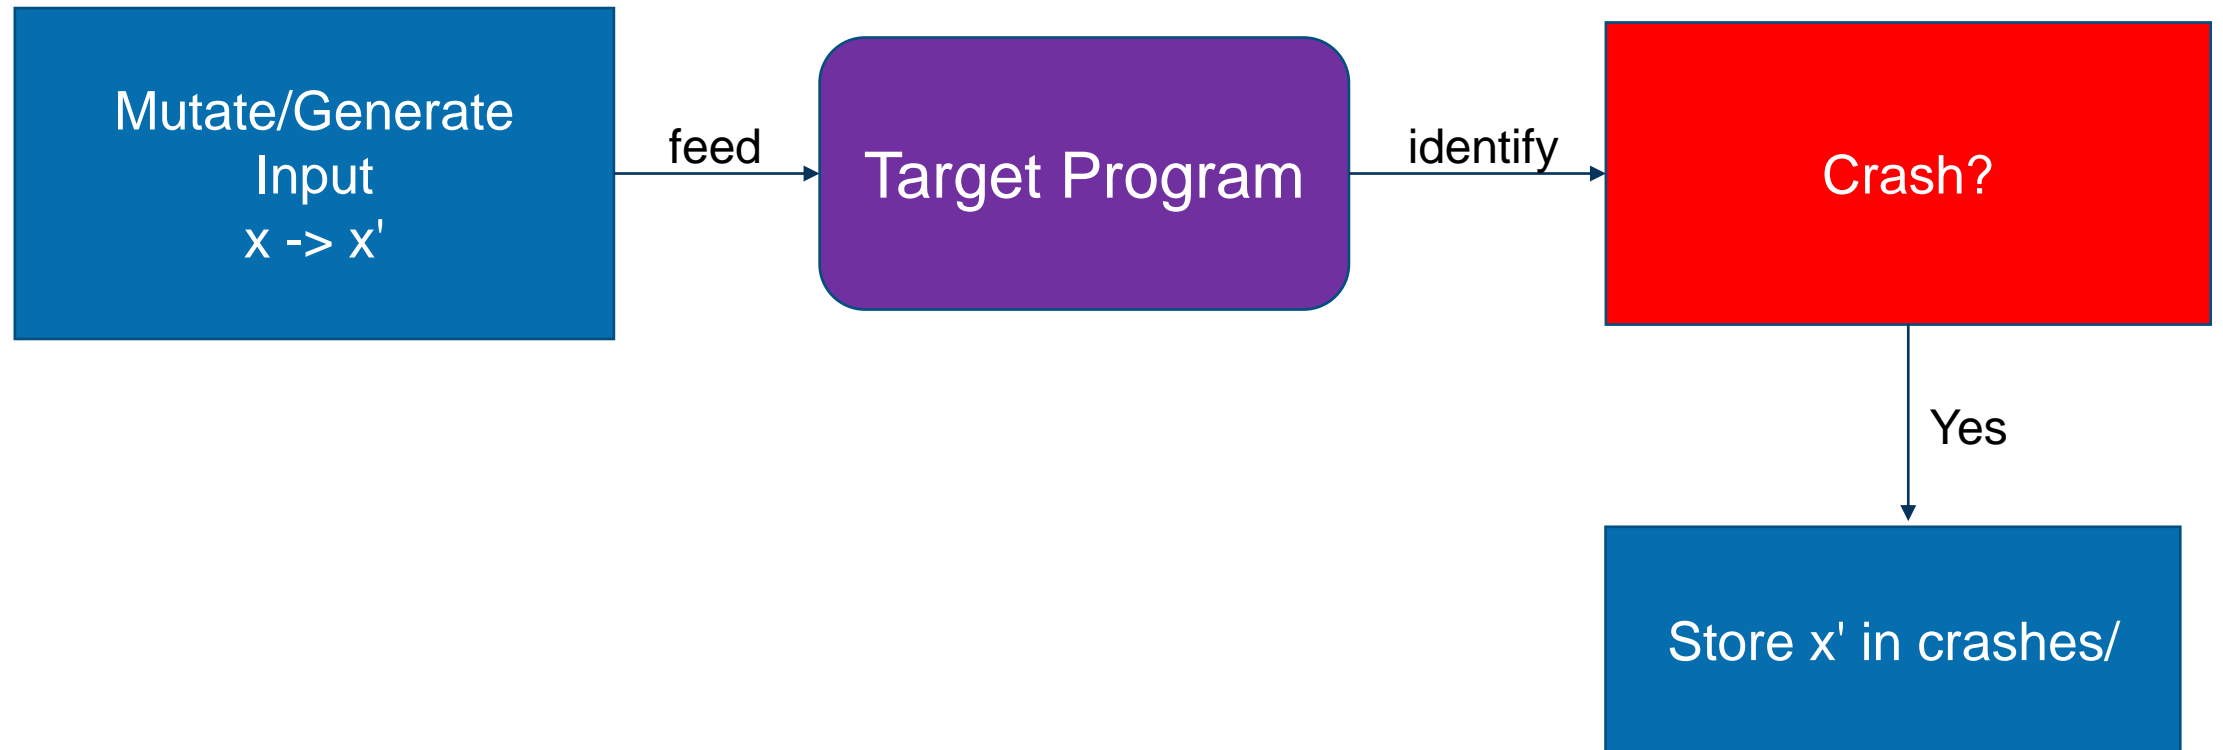 Mutate/Generate
Input
x -> x'
feed
Target Program
identify
Crash?
Yes
Store x' in crashes/